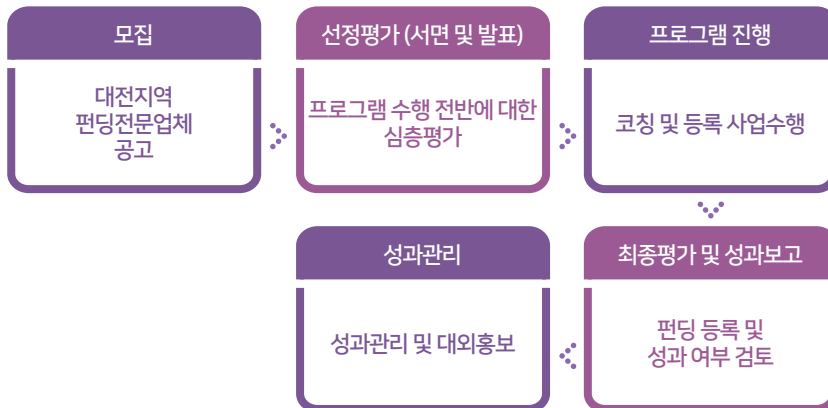 모집
대전지역
펀딩전문업체
공고
선정평가 (서면 및 발표)
프로그램 수행 전반에 대한
심층평가
프로그램 진행
코칭 및 등록 사업수행
최종평가 및 성과보고
펀딩 등록 및
성과 여부 검토
성과관리
성과관리 및 대외홍보